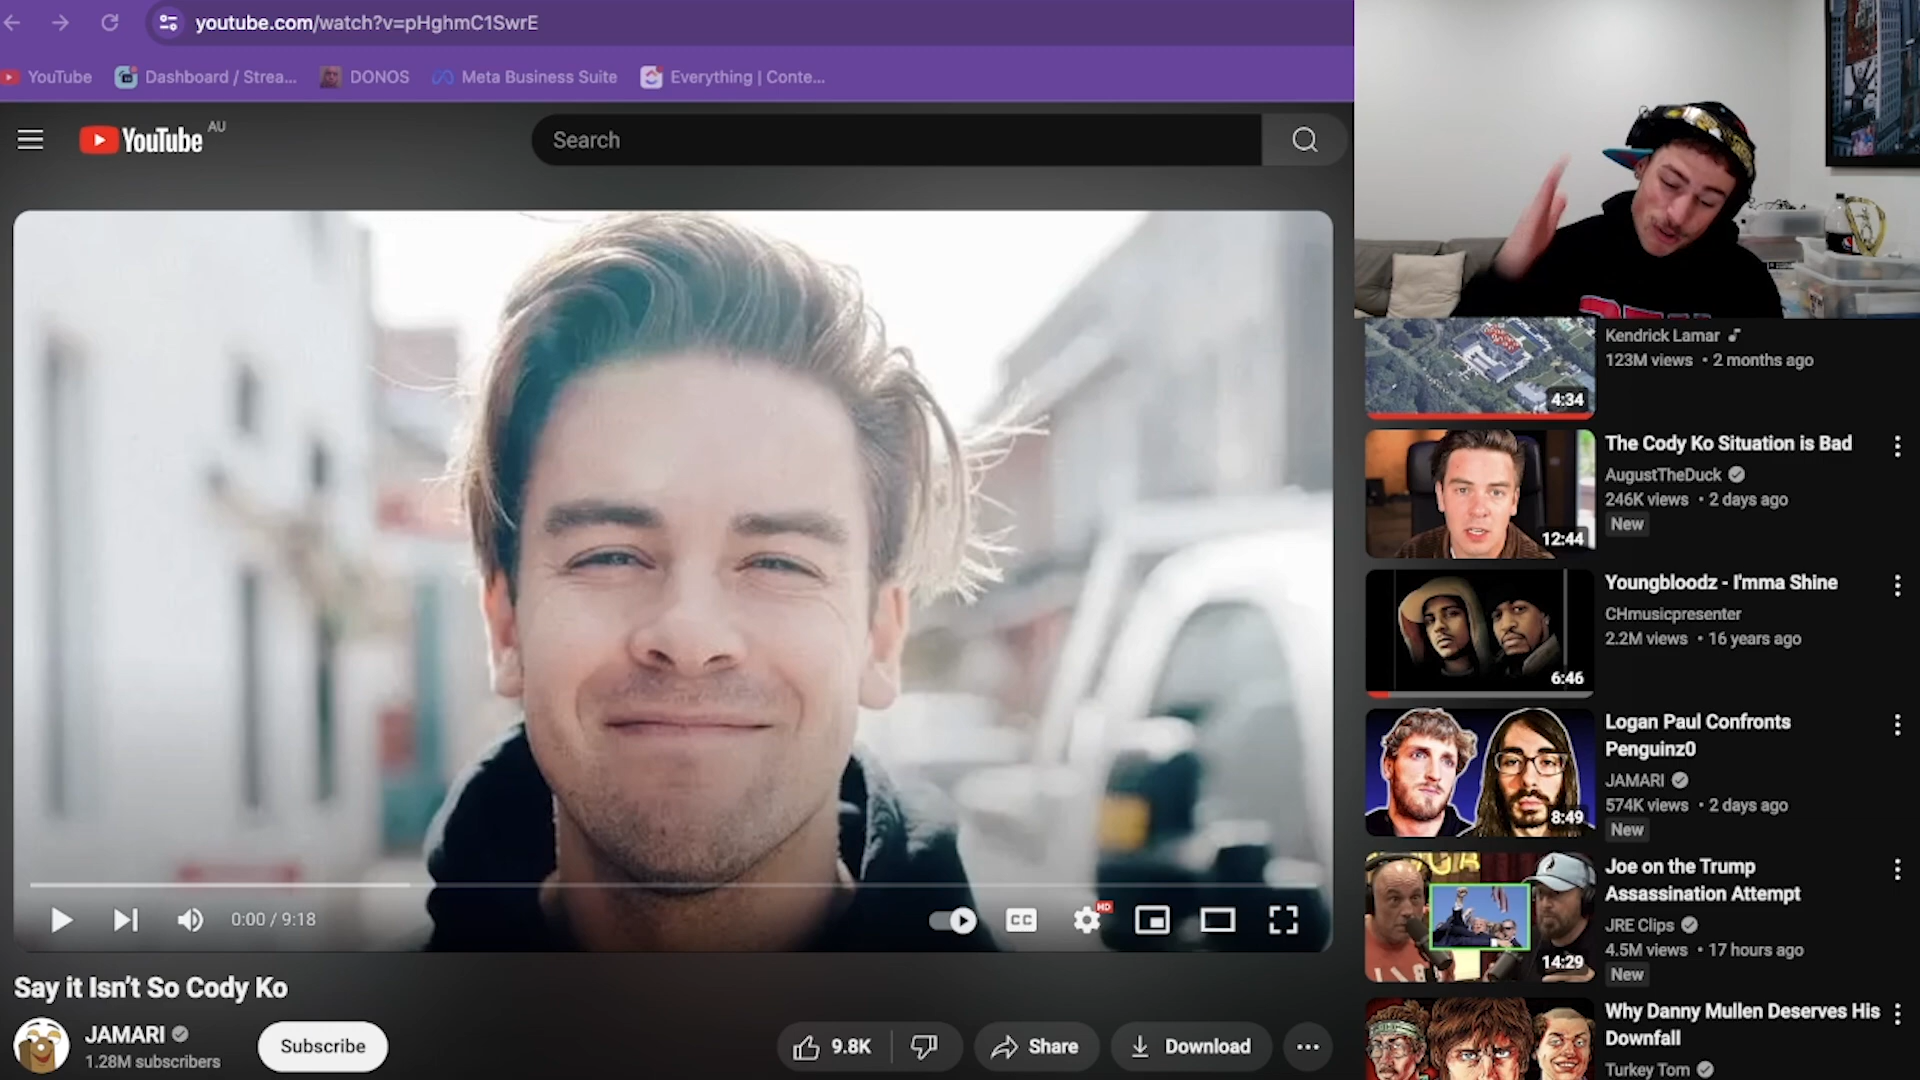 youtube.com/watch?v=pHghmC1SwrE
YouTube
Dashboard / Strea...
DONOS
Meta Business Suite
Everything | Conte...
YouTube AU
Search
0:00 / 9:18
CC
HD
Say it Isn't So Cody Ko
JAMARI
1.28M subscribers
Subscribe
9.8K
Share
Download
4:34
Kendrick Lamar
123M views • 2 months ago
12:44
The Cody Ko Situation is Bad
AugustTheDuck
246K views • 2 days ago
New
6:46
Youngbloodz - I'mma Shine
CHmusicpresenter
2.2M views • 16 years ago
8:49
Logan Paul Confronts
Penguinz0
JAMARI
574K views • 2 days ago
New
14:29
Joe on the Trump
Assassination Attempt
JRE Clips
4.5M views • 17 hours ago
New
Why Danny Mullen Deserves His
Downfall
Turkey Tom